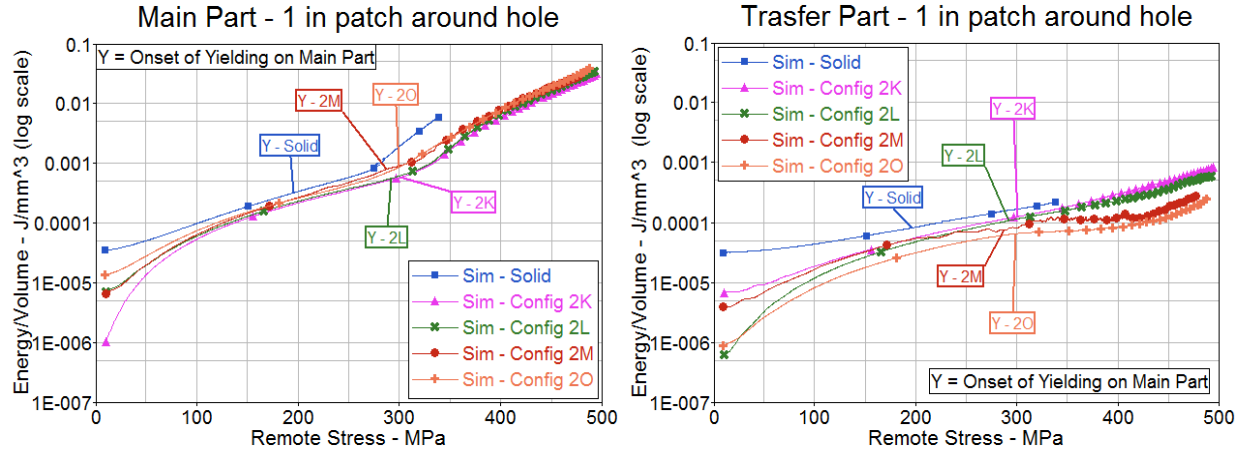 Main Part - 1 in patch around hole
Energy/Volume - J/mm^3 (log scale)
0.1
0.01
0.001
0.0001
1E-005
1E-006
1E-007
Y = Onset of Yielding on Main Part
Y - 2M
Y - 2O
Y - Solid
Y - 2K
Y - 2L
Sim - Solid
Sim - Config 2K
Sim - Config 2L
Sim - Config 2M
Sim - Config 2O
0 100 200 300 400 500
Remote Stress - MPa
Trasfer Part - 1 in patch around hole
Energy/Volume - J/mm^3 (log scale)
0.1
0.01
0.001
0.0001
1E-005
1E-006
1E-007
Sim - Solid
Sim - Config 2K
Sim - Config 2L
Sim - Config 2M
Sim - Config 2O
Y - 2K
Y - 2L
Y - Solid
Y - 2M
Y - 2O
Y = Onset of Yielding on Main Part
0 100 200 300 400 500
Remote Stress - MPa